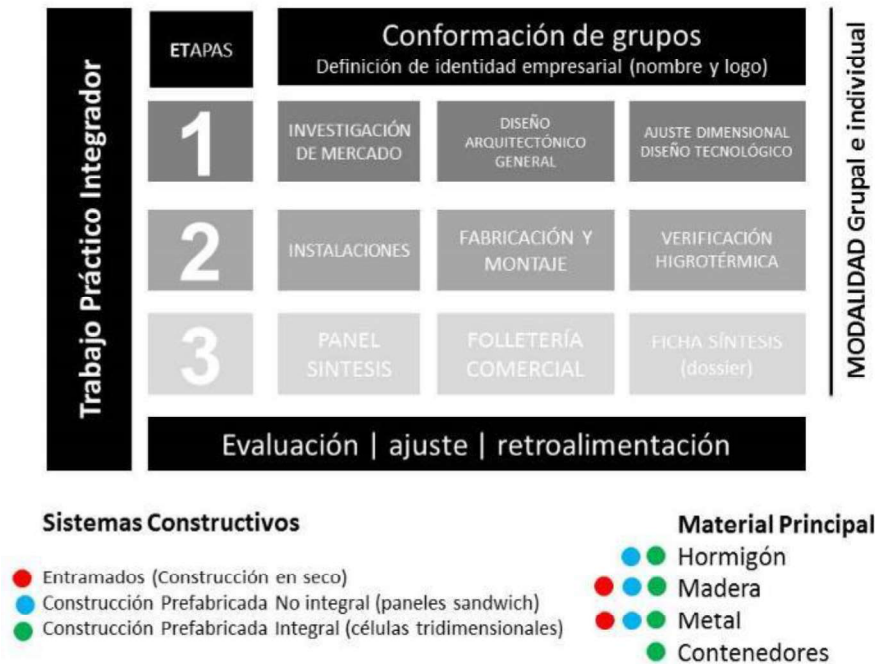 Trabajo Práctico Integrador
ETAPAS
Conformación de grupos
Definición de identidad empresarial (nombre y logo)
1
INVESTIGACIÓN
DE MERCADO
DISEÑO
ARQUITECTÓNICO
GENERAL
AJUSTE DIMENSIONAL
DISEÑO TECNOLÓGICO
2
INSTALACIONES
FABRICACIÓN Y
MONTAJE
VERIFICACIÓN
HIGROTÉRMICA
3
PANEL
SINTESIS
FOLLETERÍA
COMERCIAL
FICHA SÍNTESIS
(dossier)
Evaluación | ajuste | retroalimentación
MODALIDAD Grupal e individual
Sistemas Constructivos
Entramados (Construcción en seco)
Construcción Prefabricada No integral (paneles sandwich)
Construcción Prefabricada Integral (células tridimensionales)
Material Principal
Hormigón
Madera
Metal
Contenedores